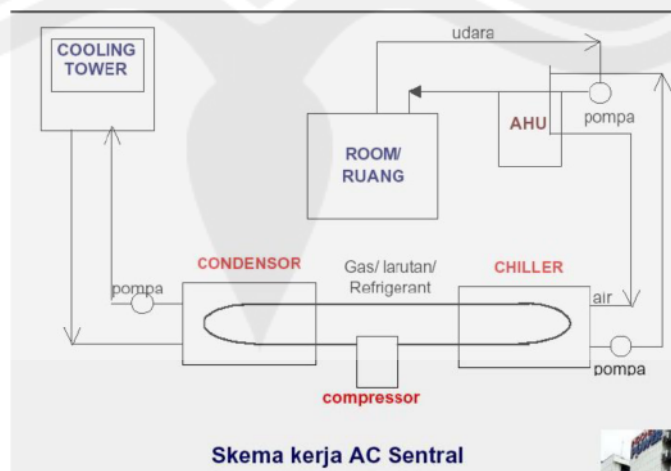 COOLING
TOWER
udara
pompa
AHU
ROOM/
RUANG
CONDENSOR
Gas/ larutan/
Refrigerant
CHILLER
pompa
air
pompa
compressor
Skema kerja AC Sentral